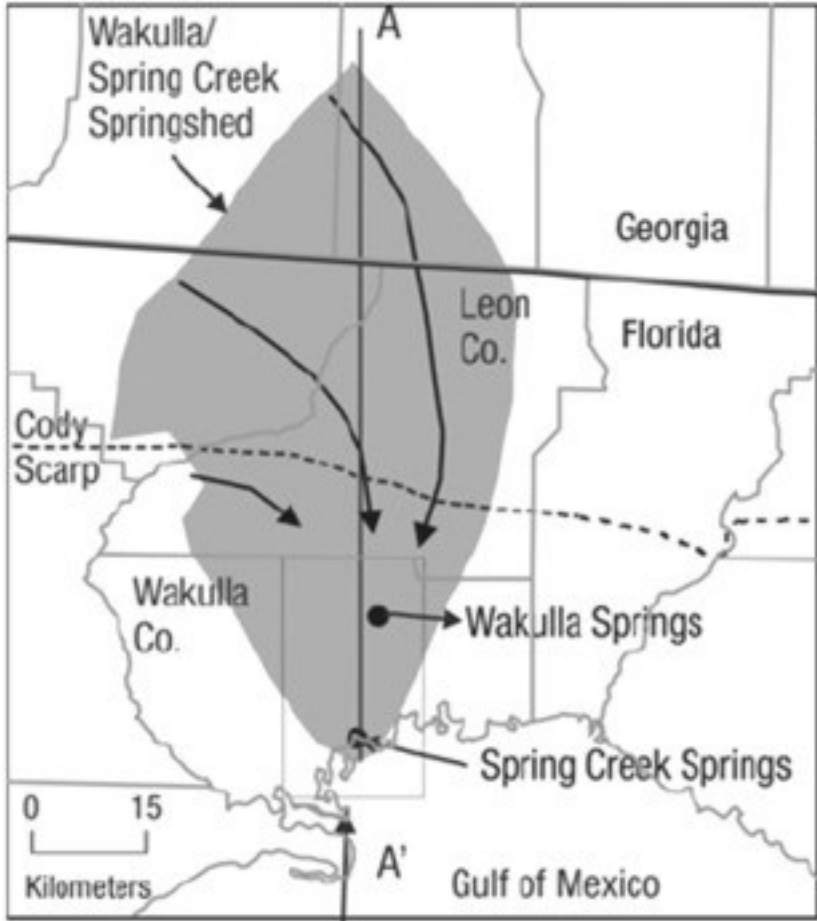 A
Wakulla/
Spring Creek
Springshed
Georgia
Leon
Co.
Florida
Cody
Scarp
Wakulla
Co.
Wakulla Springs
Spring Creek Springs
0 15
Kilometers
A'
Gulf of Mexico